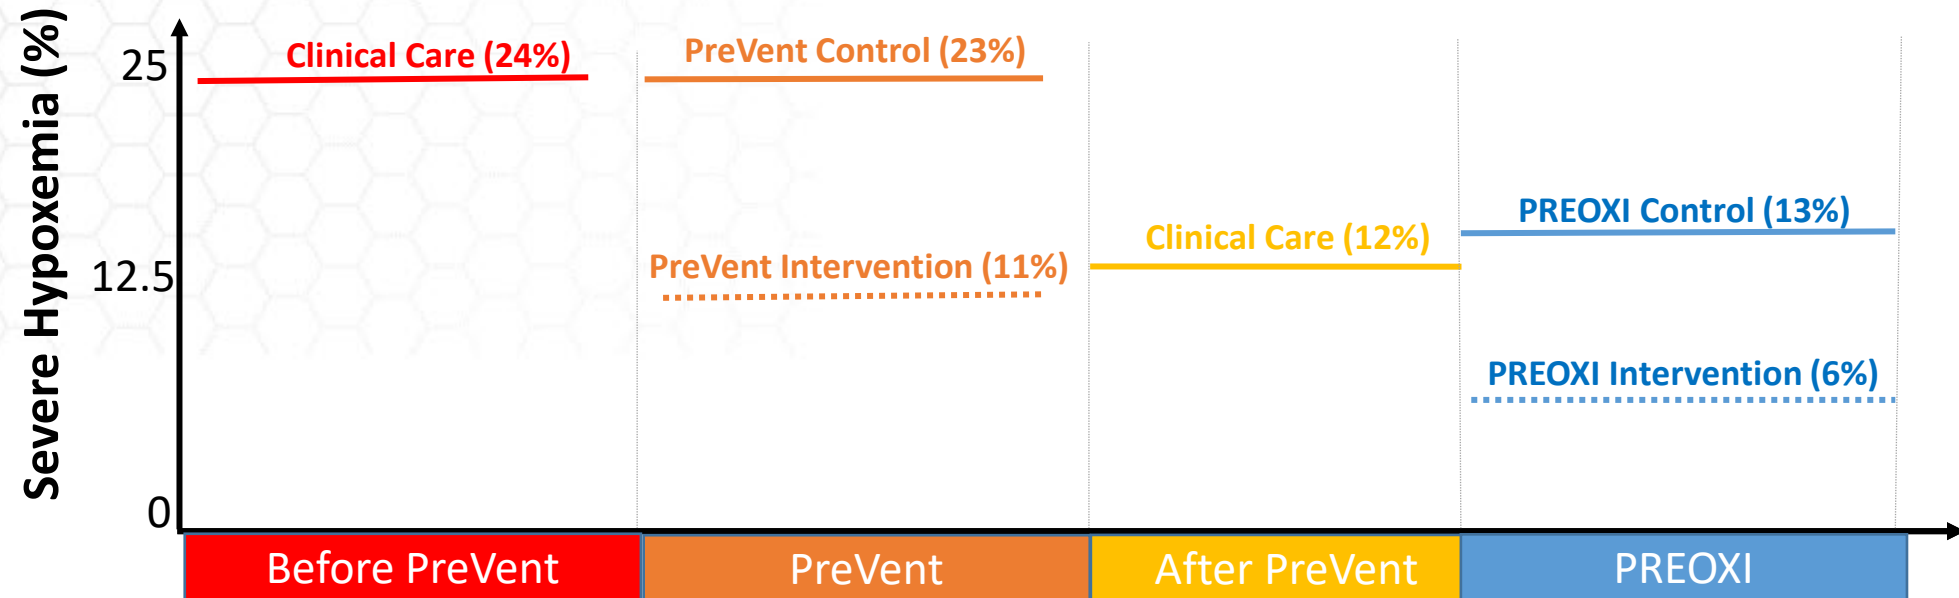 Severe Hypoxemia (%)
25
12.5
0
Clinical Care (24%)
PreVent Control (23%)
PreVent Intervention (11%)
Clinical Care (12%)
PREOXI Control (13%)
PREOXI Intervention (6%)
Before PreVent
PreVent
After PreVent
PREOXI